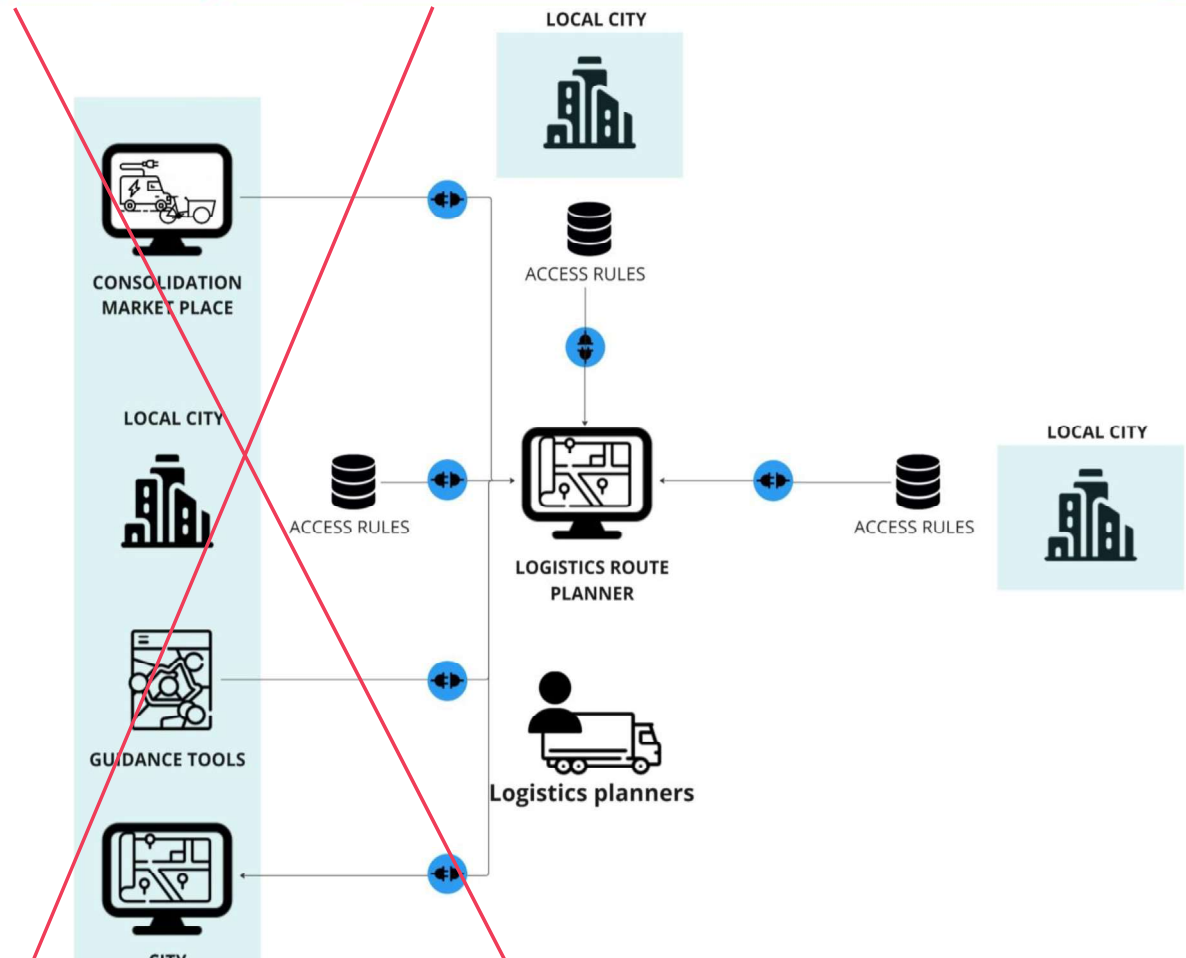 LOCAL CITY
CONSOLIDATION
MARKET PLACE
ACCESS RULES
LOCAL CITY
ACCESS RULES
LOGISTICS ROUTE
PLANNER
LOCAL CITY
ACCESS RULES
GUIDANCE TOOLS
Logistics planners
CITY